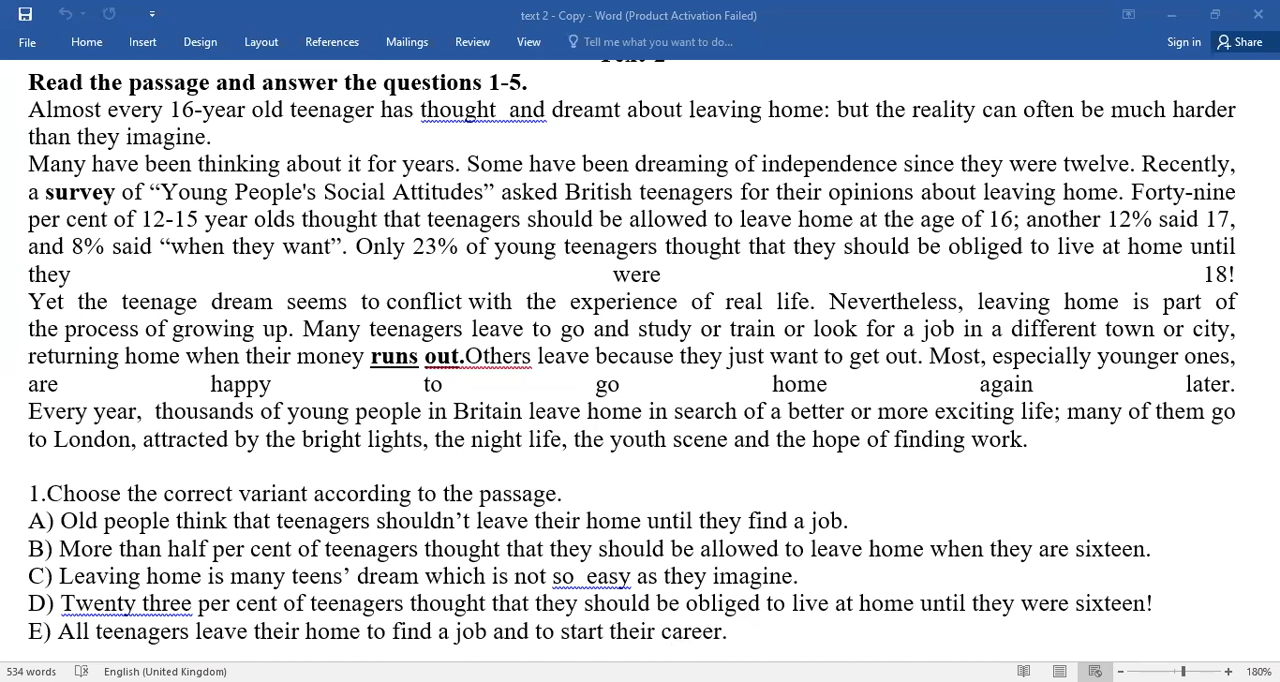 text 2 - Copy - Word (Product Activation Failed)
File Home Insert Design Layout References Mailings Review View Tell me what you want to do... Sign in Share
Text 2
Read the passage and answer the questions 1-5.
Almost every 16-year old teenager has thought  and dreamt about leaving home: but the reality can often be much harder
than they imagine.
Many have been thinking about it for years. Some have been dreaming of independence since they were twelve. Recently,
a survey of “Young People's Social Attitudes” asked British teenagers for their opinions about leaving home. Forty-nine
per cent of 12-15 year olds thought that teenagers should be allowed to leave home at the age of 16; another 12% said 17,
and 8% said “when they want”. Only 23% of young teenagers thought that they should be obliged to live at home until
they were 18!
Yet the teenage dream seems to conflict with the experience of real life. Nevertheless, leaving home is part of
the process of growing up. Many teenagers leave to go and study or train or look for a job in a different town or city,
returning home when their money runs out.Others leave because they just want to get out. Most, especially younger ones,
are happy to go home again later.
Every year,  thousands of young people in Britain leave home in search of a better or more exciting life; many of them go
to London, attracted by the bright lights, the night life, the youth scene and the hope of finding work.
1.Choose the correct variant according to the passage.
A) Old people think that teenagers shouldn’t leave their home until they find a job.
B) More than half per cent of teenagers thought that they should be allowed to leave home when they are sixteen.
C) Leaving home is many teens’ dream which is not so  easy as they imagine.
D) Twenty three per cent of teenagers thought that they should be obliged to live at home until they were sixteen!
E) All teenagers leave their home to find a job and to start their career.
534 words English (United Kingdom) 180%